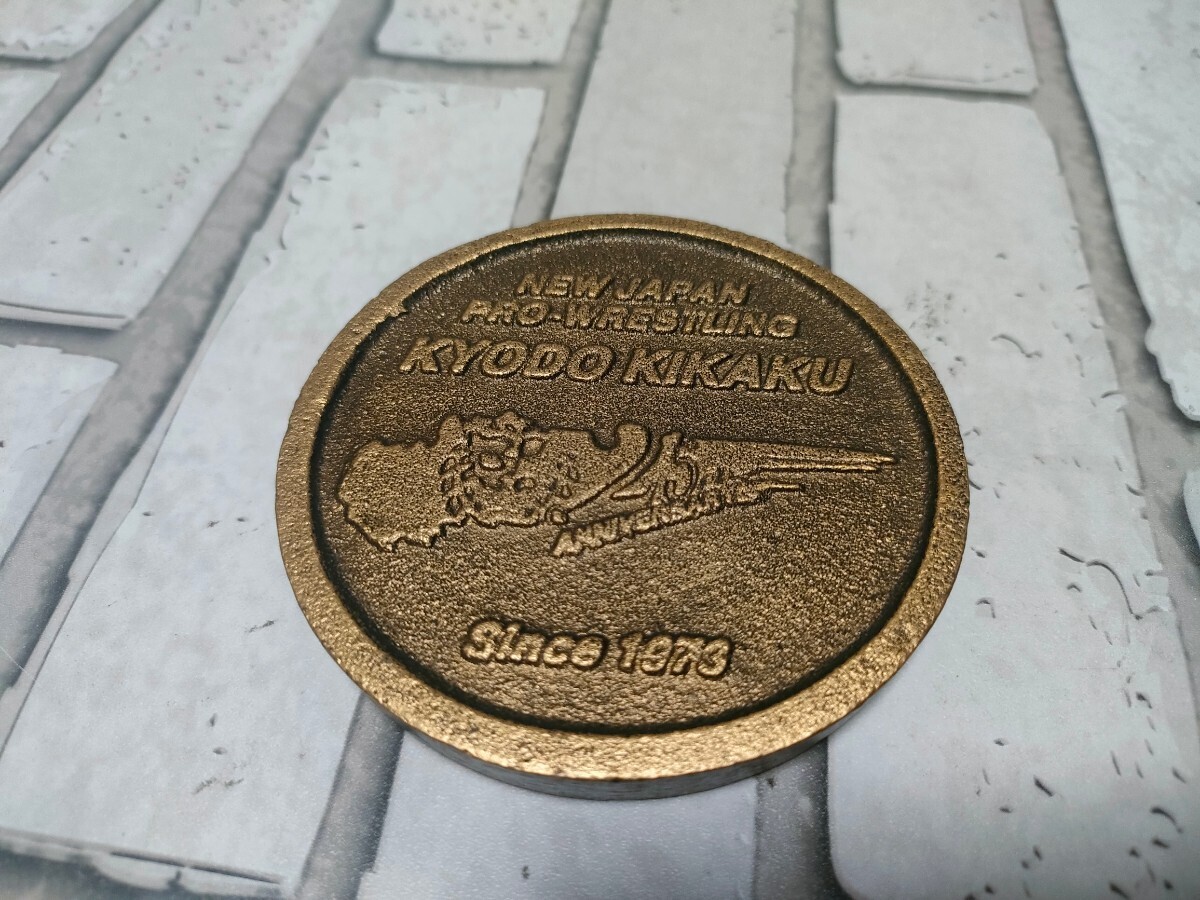 NEW JAPAN
PRO-WRESTLING
KYODO KIKAKU
25
ANNIVERSARY
Since 1973